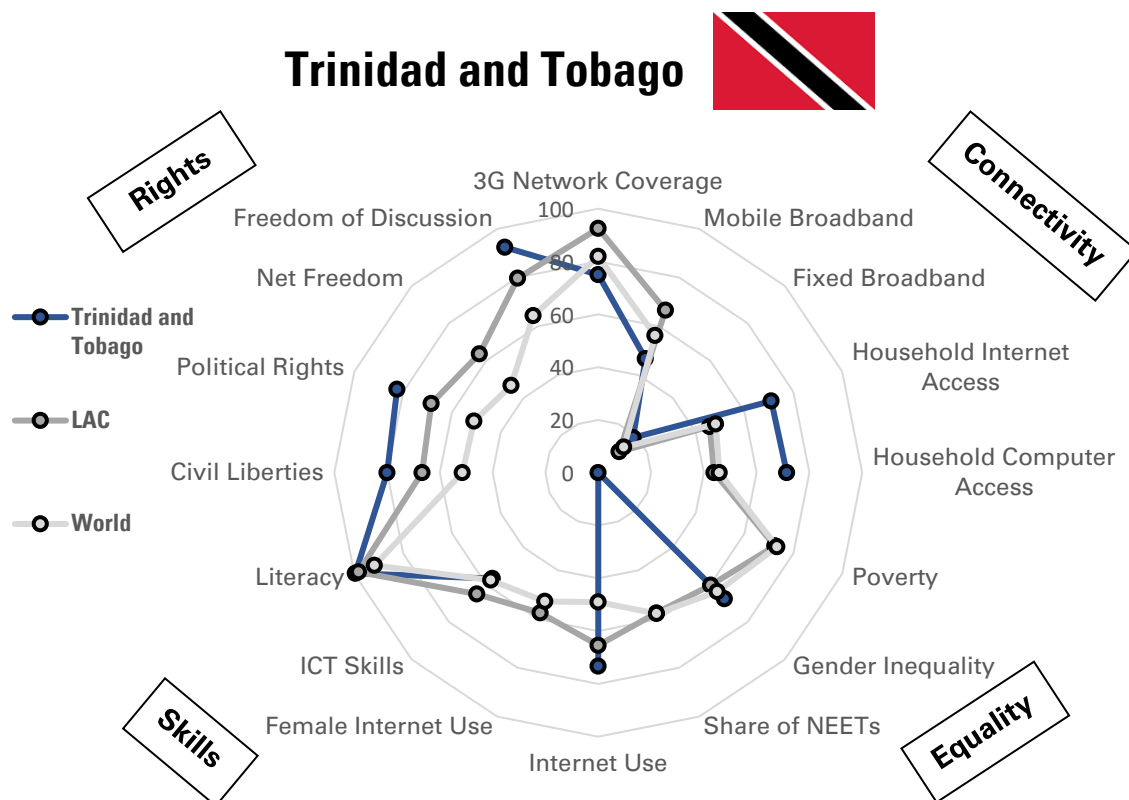 Trinidad and Tobago
Rights
Connectivity
3G Network Coverage
Freedom of Discussion
100
Mobile Broadband
Net Freedom
80
Fixed Broadband
Trinidad and
Tobago
60
Political Rights
Household Internet
Access
40
LAC
20
Civil Liberties
0
Household Computer
Access
World
Literacy
Poverty
ICT Skills
Gender Inequality
Female Internet Use
Share of NEETs
Internet Use
Skills
Equality